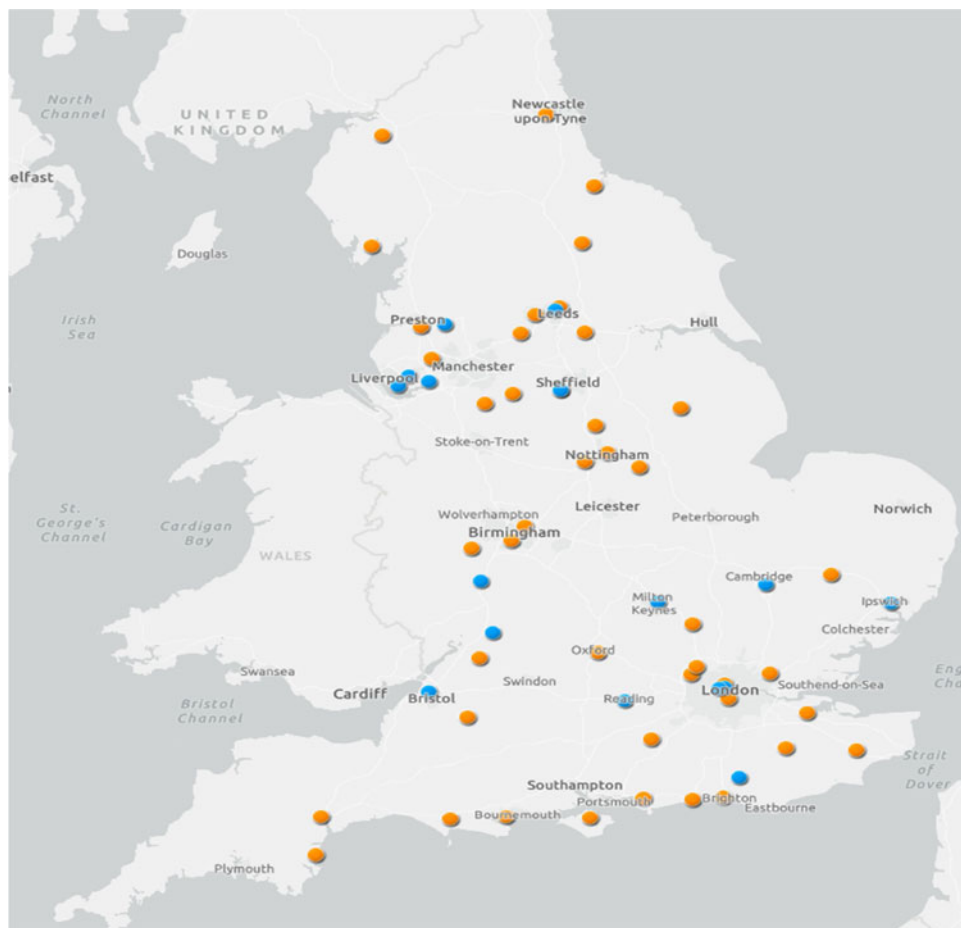 North
Channel
UNITED
KINGDOM
Newcastle
upon Tyne
elfast
Douglas
Irish
Sea
Preston
Leeds
Hull
Manchester
Liverpool
Sheffield
Stoke-on-Trent
Nottingham
St.
George's
Channel
Cardigan
Bay
WALES
Wolverhampton
Birmingham
Leicester
Peterborough
Norwich
Cambridge
Milton
Keynes
Ipswich
Colchester
Oxford
Swansea
Cardiff
Bristol
Swindon
London
Southend-on-Sea
Reading
Bristol
Channel
Eng
Cha
Strait
of
Dover
Southampton
Portsmouth
Bournemouth
Brighton
Eastbourne
Plymouth